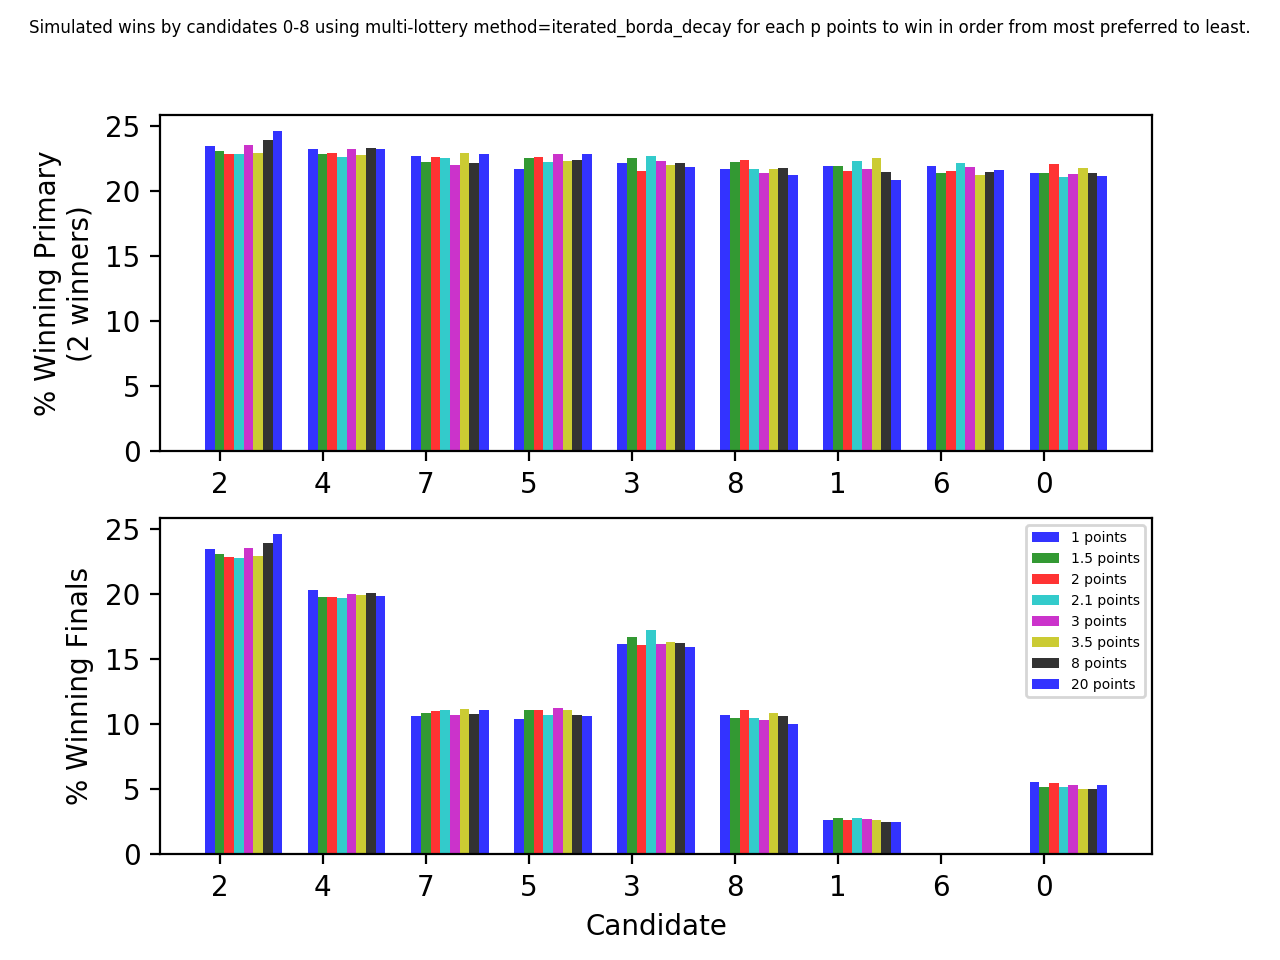 Simulated wins by candidates 0-8 using multi-lottery method=iterated_borda_decay for each p points to win in order from most preferred to least.
% Winning Primary
(2 winners)
25
20
15
10
5
0
2 4 7 5 3 8 1 6 0
% Winning Finals
25
20
15
10
5
0
1 points
1.5 points
2 points
2.1 points
3 points
3.5 points
8 points
20 points
2 4 7 5 3 8 1 6 0
Candidate